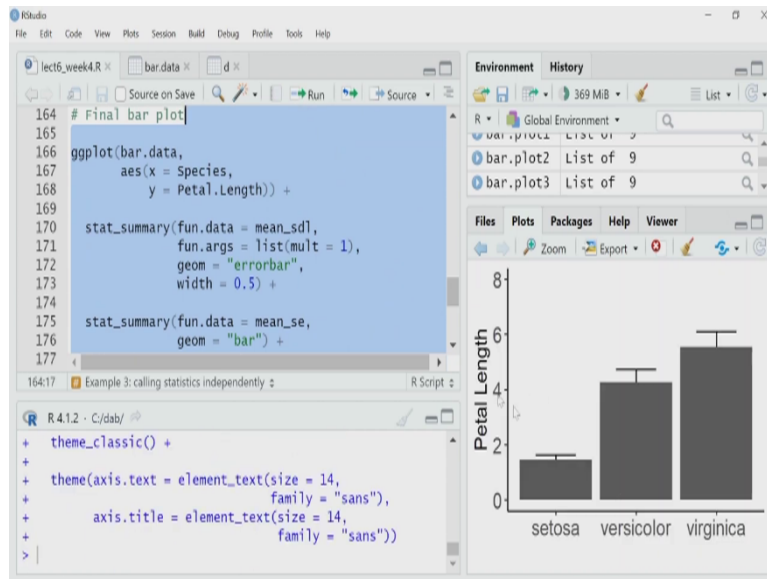 RStudio
File Edit Code View Plots Session Build Debug Profile Tools Help
lect6_week4.R × bar.data × d ×
Source on Save Run Source
164 # Final bar plot
165
166 ggplot(bar.data,
167 aes(x = Species,
168 y = Petal.Length)) +
169
170 stat_summary(fun.data = mean_sdl,
171 fun.args = list(mult = 1),
172 geom = "errorbar",
173 width = 0.5) +
174
175 stat_summary(fun.data = mean_se,
176 geom = "bar") +
177
164:17 Example 3: calling statistics independently R Script
R 4.1.2 · C:/dab/
+ theme_classic() +
+
+ theme(axis.text = element_text(size = 14,
+ family = "sans"),
+ axis.title = element_text(size = 14,
+ family = "sans"))
>
Environment History
369 MiB List
R Global Environment
bar.plot1 List of 9
bar.plot2 List of 9
bar.plot3 List of 9
Files Plots Packages Help Viewer
Zoom Export
Petal Length
8
6
4
2
0
setosa versicolor virginica